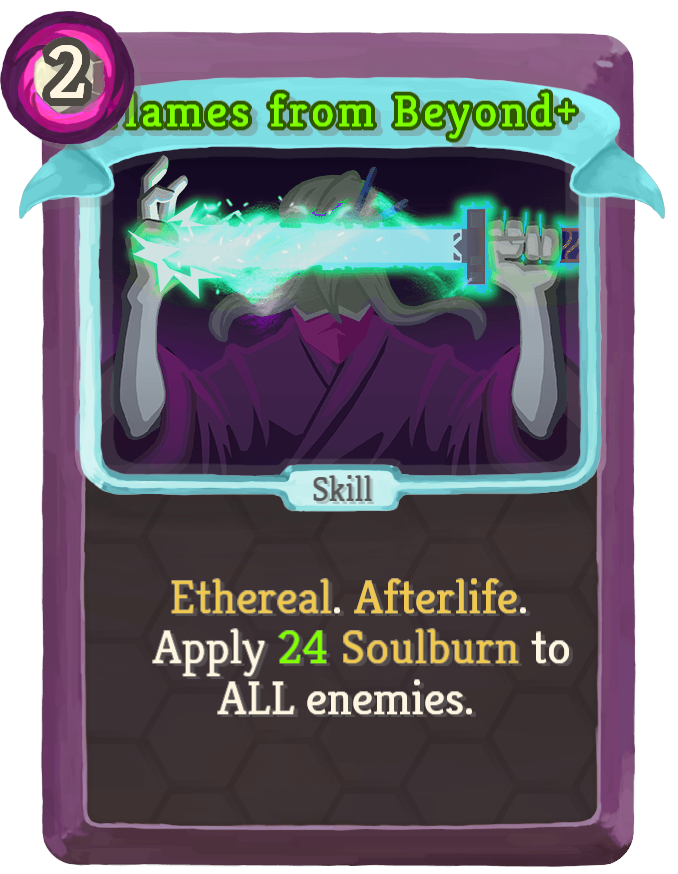 2
lames from Beyond+
Skill
Ethereal. Afterlife.
Apply 24 Soulburn to
ALL enemies.